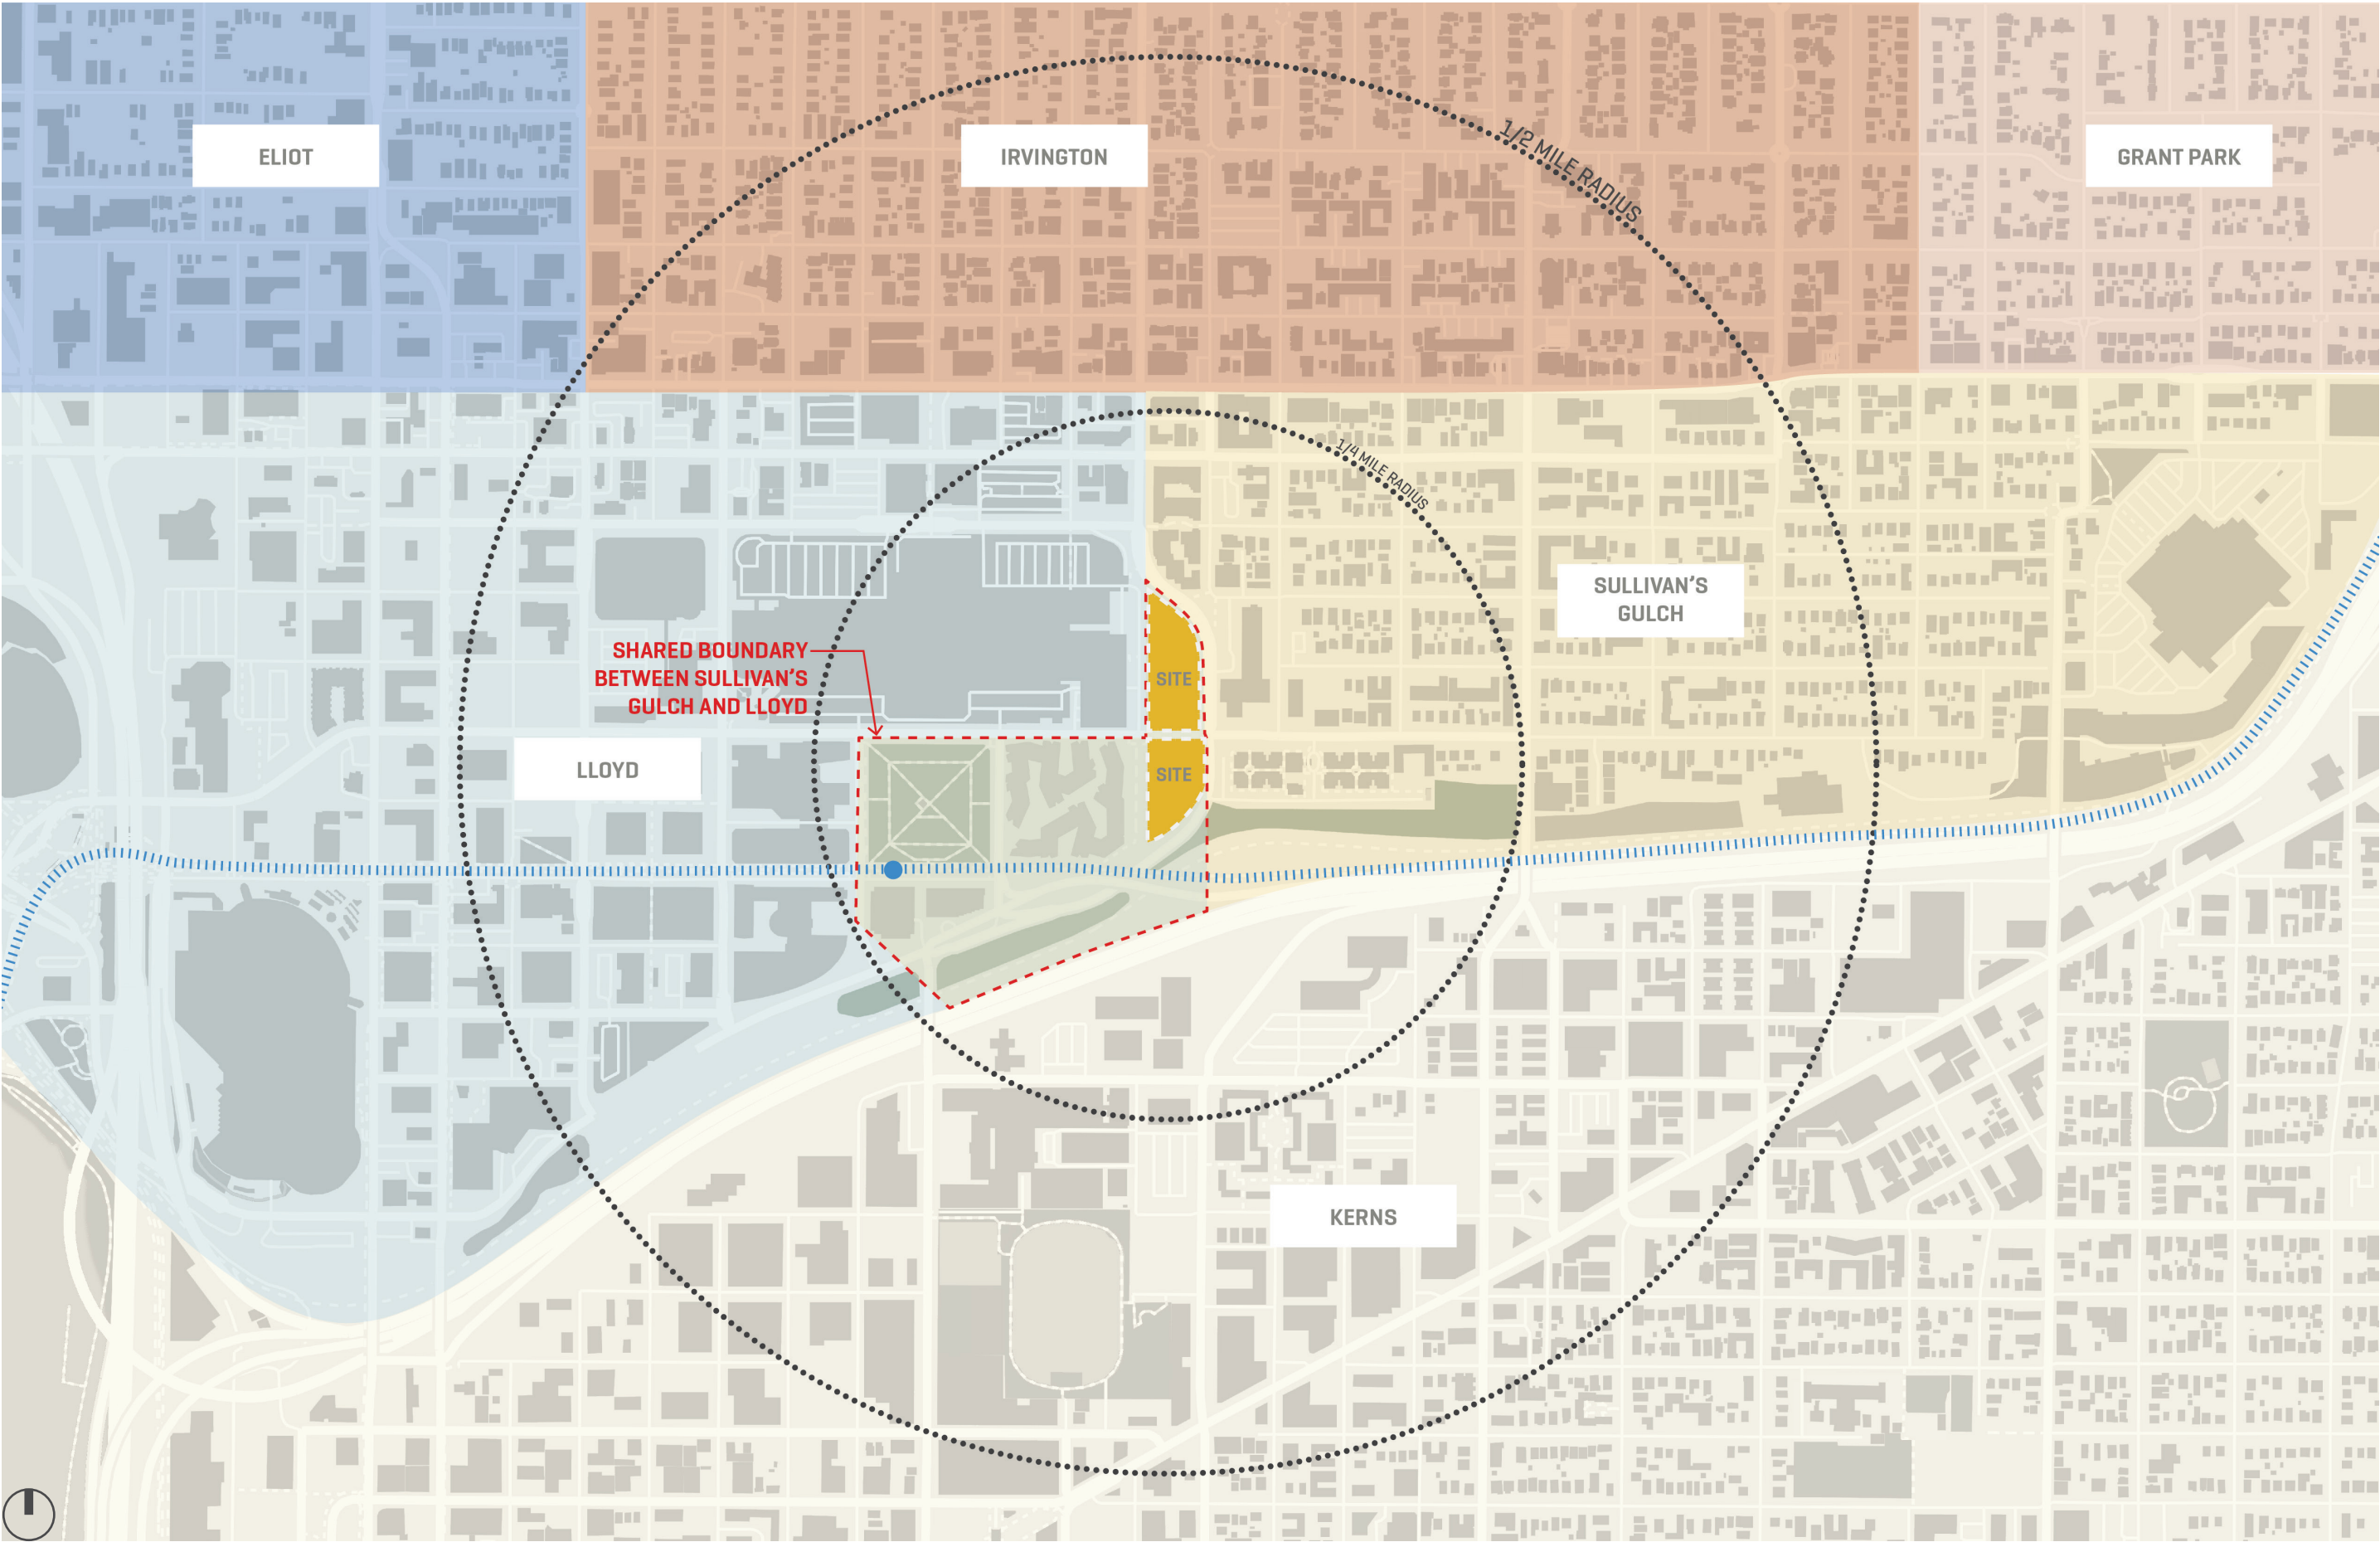 ELIOT
IRVINGTON
GRANT PARK
1/2 MILE RADIUS
1/4 MILE RADIUS
SULLIVAN'S
GULCH
SHARED BOUNDARY
BETWEEN SULLIVAN'S
GULCH AND LLOYD
SITE
SITE
LLOYD
KERNS